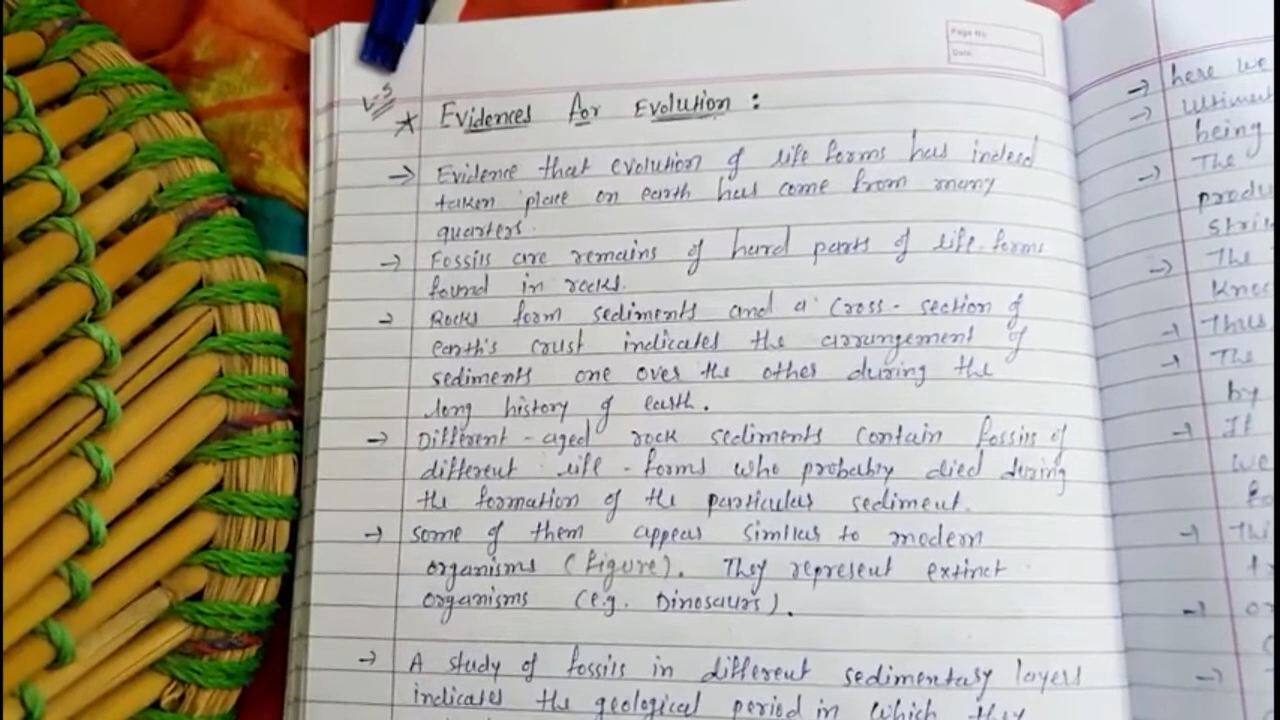 Page No.
Date
L-5
* Evidences for Evolution :
→ Evidence that evolution of life forms has indeed
taken place on earth has come from many
quarters.
→ Fossils are remains of hard parts of life-forms
found in rocks.
→ Rocks form sediments and a cross-section of
earth's crust indicates the arrangement of
sediments one over the other during the
long history of earth.
→ Different-aged rock sediments contain fossils of
different life-forms who probably died during
the formation of the particular sediment.
→ some of them appear similar to modern
organisms (figure). They represent extinct
organisms (e.g. Dinosaurs).
→ A study of fossils in different sedimentary layers
indicates the geological period in which they
→ here we
→
being
→ The
→ The
→ Thus
→ The
by
→ If
we
→
→
→